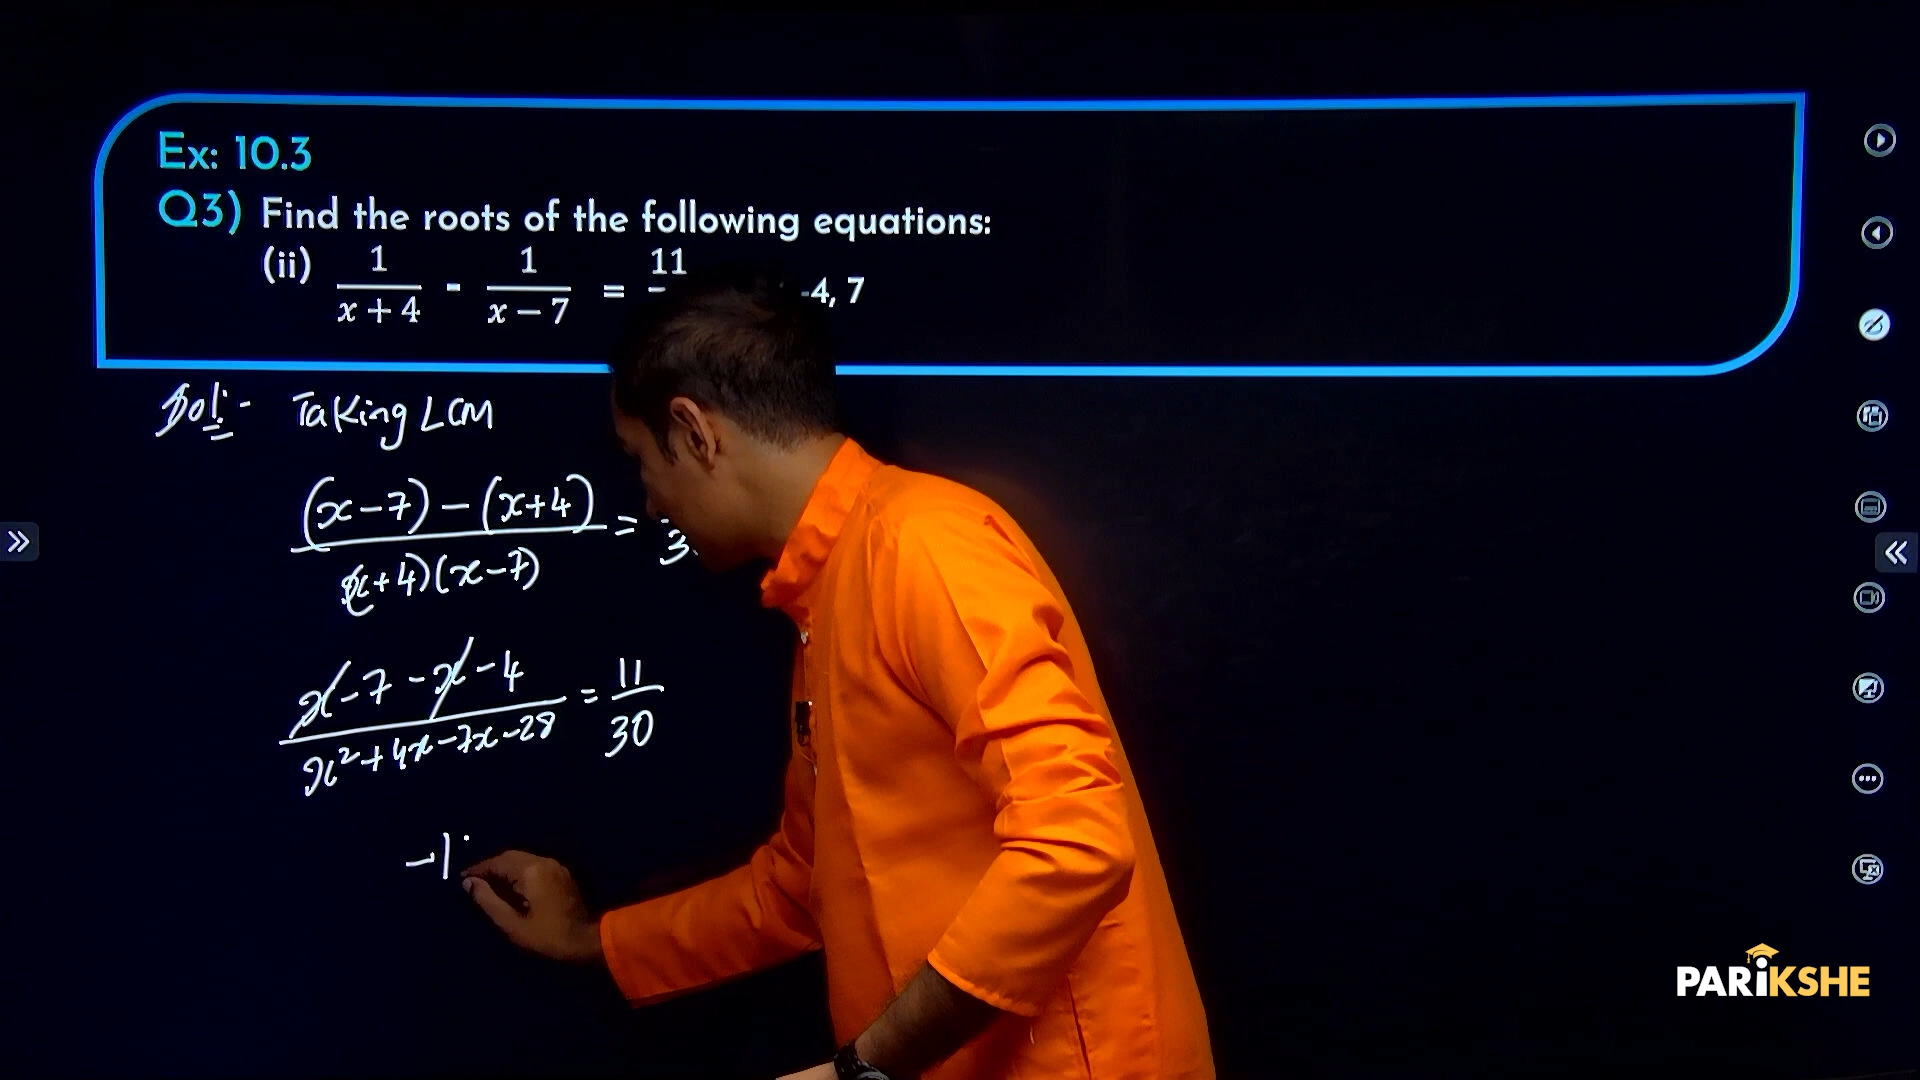 Ex: 10.3
Q3) Find the roots of the following equations:
(ii) 1/(x + 4) - 1/(x − 7) = 11 -4, 7
Sol:- Taking LCM
((x-7) - (x+4))/((x+4)(x-7)) = 3
(x-7-x-4)/(x²+4x-7x-28) = 11/30
-1
PARiKSHE